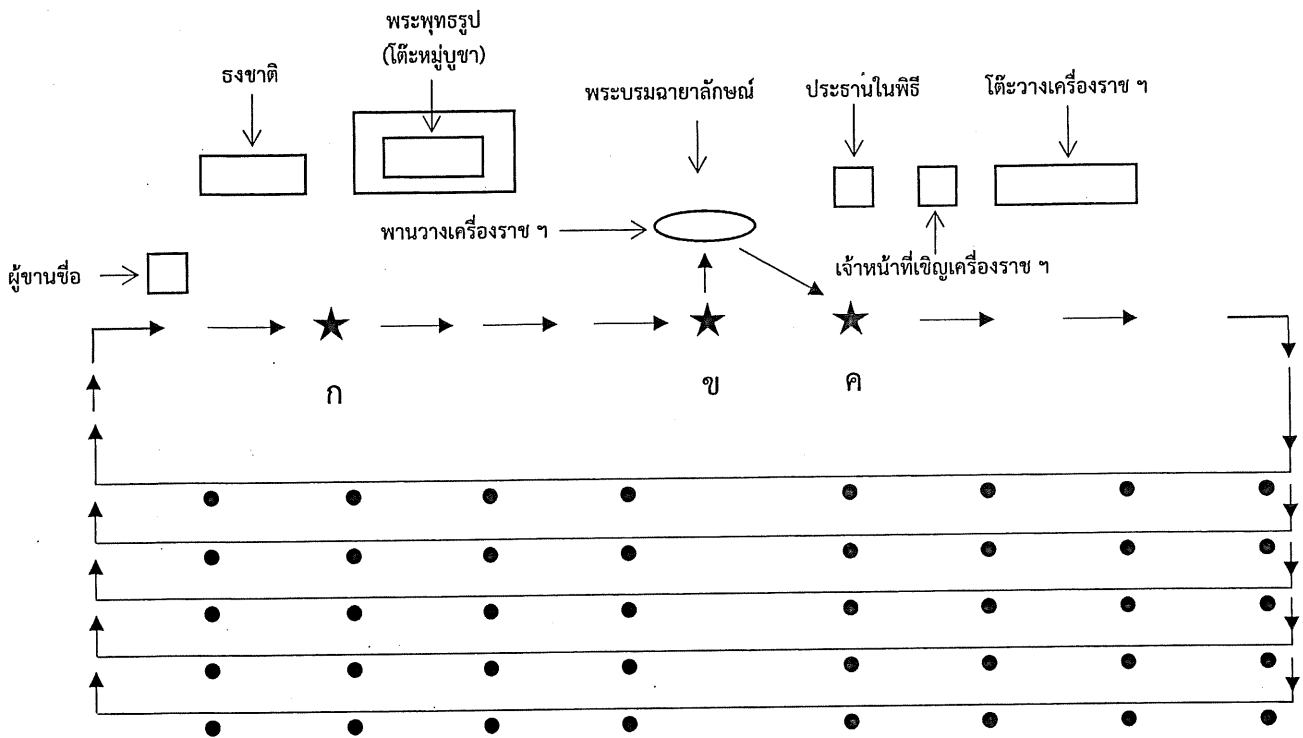 พระพุทธรูป
(โต๊ะหมู่บูชา)
ธงชาติ
พระบรมฉายาลักษณ์
ประธานในพิธี
โต๊ะวางเครื่องราช ฯ
พานวางเครื่องราช ฯ
เจ้าหน้าที่เชิญเครื่องราช ฯ
ผู้ขานชื่อ
ก
ข
ค